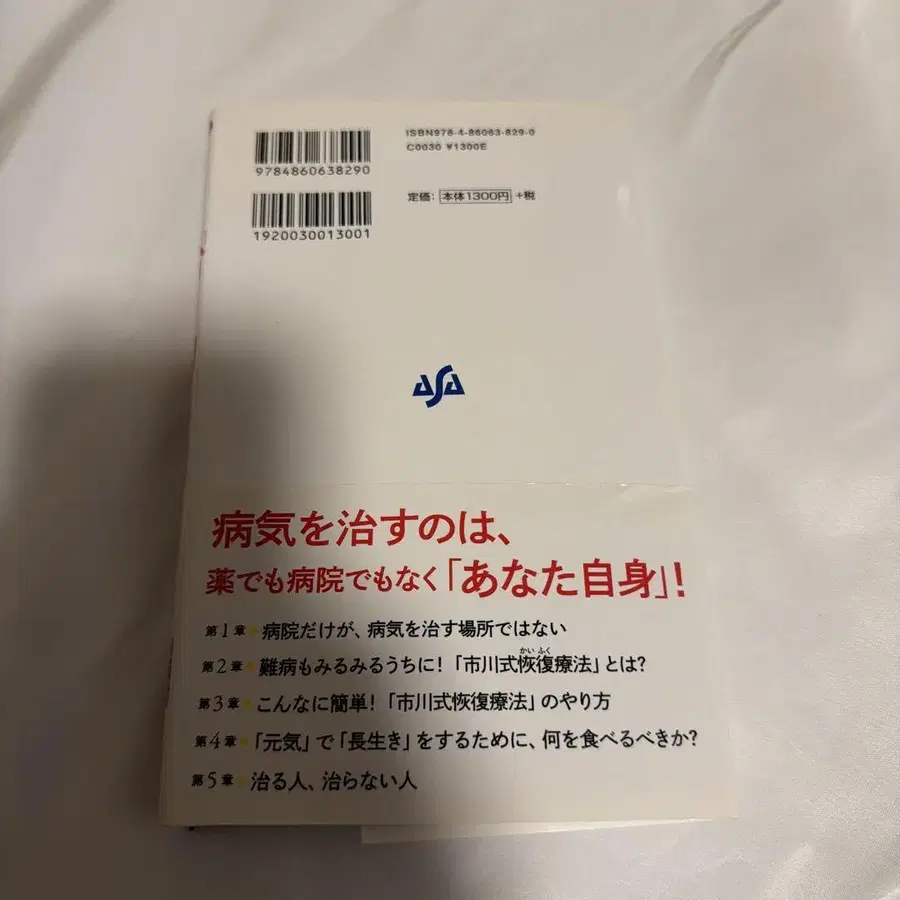 ISBN978-4-86063-829-0
C0030 ¥1300E
9784860638290
定価：本体1300円+税
1920030013001
ASA
病気を治すのは、
薬でも病院でもなく「あなた自身」！
第1章 病院だけが、病気を治す場所ではない
第2章 難病もみるみるうちに！「市川式恢復療法」とは？
かいふく
第3章 こんなに簡単！「市川式恢復療法」のやり方
第4章 「元気」で「長生き」をするために、何を食べるべきか？
第5章 治る人、治らない人